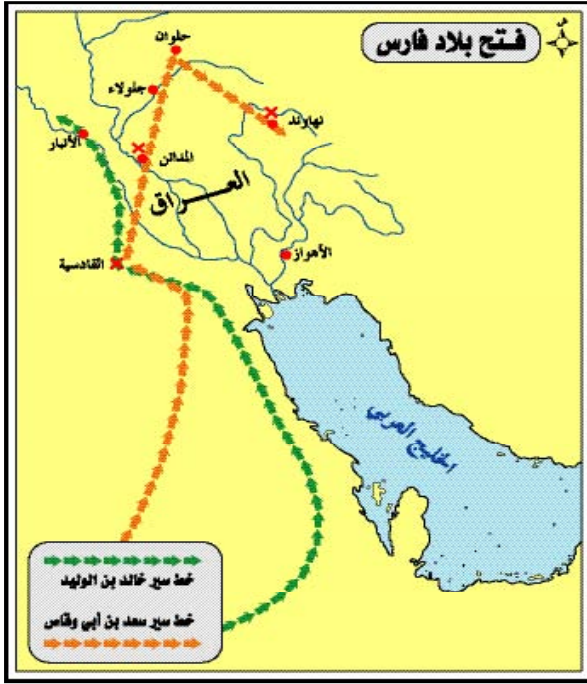 فتح بلاد فارس
حلوان
جلولاء
نهاوند
الأنبار
المدائن
العراق
القادسية
الأهواز
الخليج العربي
خط سير خالد بن الوليد
خط سير سعد بن أبي وقاص